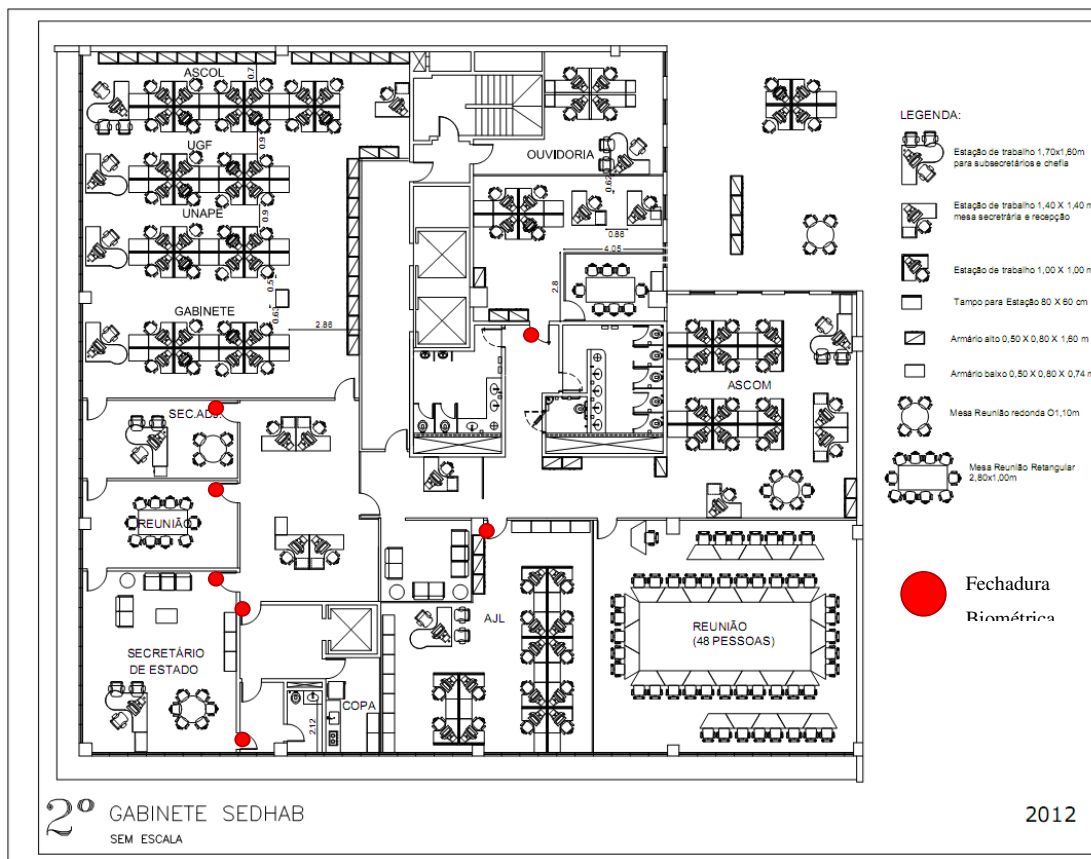 ASCOL
0.7
0.9
UGF
UNAPE
0.9
0.5
0.63
GABINETE
2.86
OUVIDORIA
0.62
0.86
4.05
2.8
ASCOM
SEC.ADJ.
REUNIÃO
SECRETÁRIO
DE ESTADO
COPA
2.12
AJL
REUNIÃO
(48 PESSOAS)
LEGENDA:
Estação de trabalho 1,70x1,60m
para subsecretários e chefia
Estação de trabalho 1,40 X 1,40 m
mesa secretária e recepção
Estação de trabalho 1,00 X 1,00 m
Tampo para Estação 80 X 60 cm
Armário alto 0,50 X 0,80 X 1,60 m
Armário baixo 0,50 X 0,80 X 0,74 m
Mesa Reunião redonda O1,10m
Mesa Reunião Retangular
2,80x1,00m
Fechadura
Biométrica
2º GABINETE SEDHAB
SEM ESCALA
2012